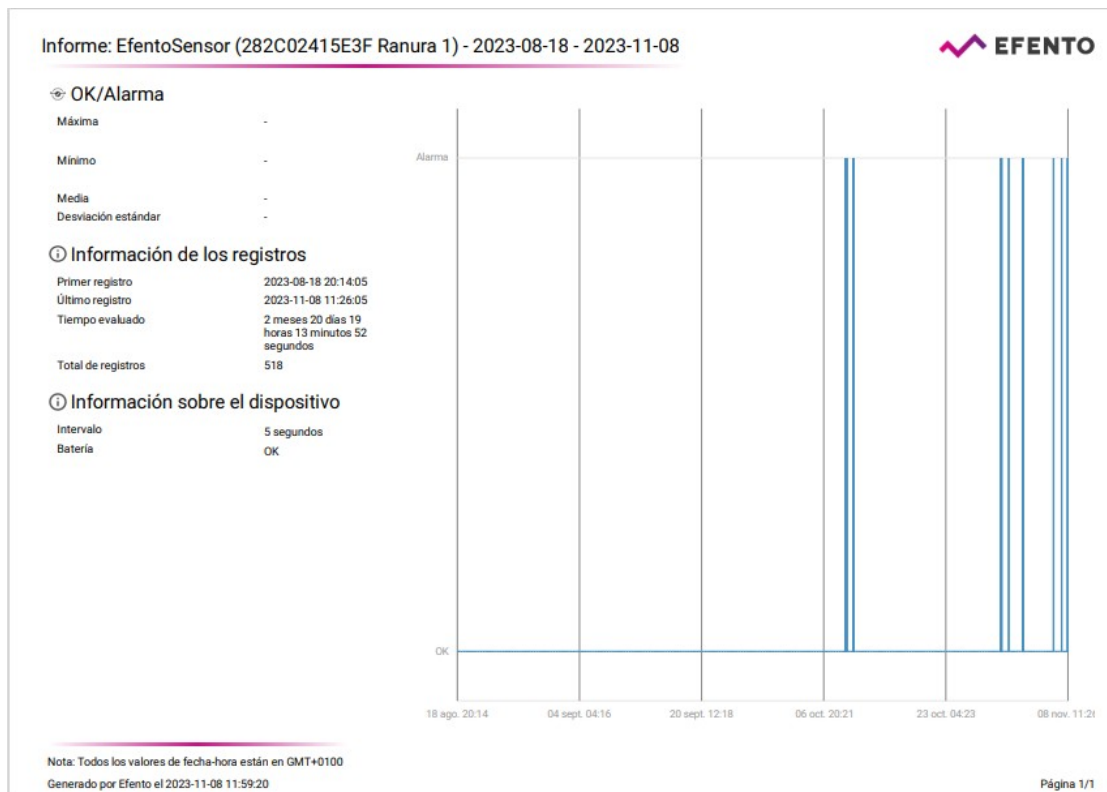 Informe: EfentoSensor (282C02415E3F Ranura 1) - 2023-08-18 - 2023-11-08
EFENTO
OK/Alarma
Máxima -
Mínimo -
Media -
Desviación estándar -
Información de los registros
Primer registro 2023-08-18 20:14:05
Último registro 2023-11-08 11:26:05
Tiempo evaluado 2 meses 20 días 19
horas 13 minutos 52
segundos
Total de registros 518
Información sobre el dispositivo
Intervalo 5 segundos
Batería OK
Alarma
OK
18 ago. 20:14 04 sept. 04:16 20 sept. 12:18 06 oct. 20:21 23 oct. 04:23 08 nov. 11:26
Nota: Todos los valores de fecha-hora están en GMT+0100
Generado por Efento el 2023-11-08 11:59:20
Página 1/1